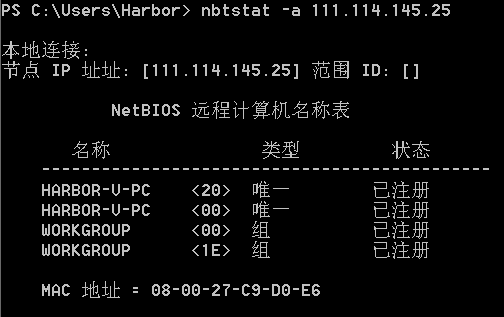 PS C:\Users\Harbor> nbtstat -a 111.114.145.25
本地连接:
节点 IP 址址: [111.114.145.25] 范围 ID: []
NetBIOS 远程计算机名称表
名称 类型 状态
---------------------------------------------
HARBOR-V-PC <20> 唯一 已注册
HARBOR-V-PC <00> 唯一 已注册
WORKGROUP <00> 组 已注册
WORKGROUP <1E> 组 已注册
MAC 地址 = 08-00-27-C9-D0-E6